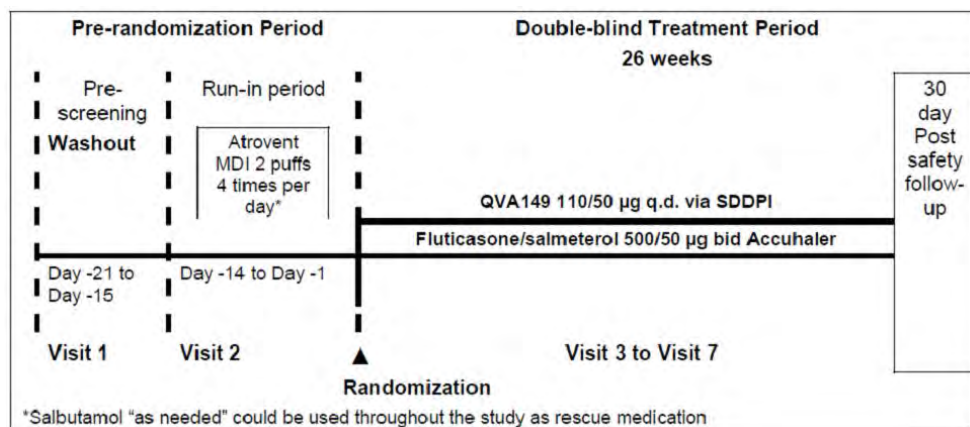 Pre-randomization Period
Double-blind Treatment Period
26 weeks
Pre-
screening
Washout
Run-in period
Atrovent
MDI 2 puffs
4 times per
day*
QVA149 110/50 µg q.d. via SDDPI
Fluticasone/salmeterol 500/50 µg bid Accuhaler
30
day
Post
safety
follow-
up
Day -21 to
Day -15
Day -14 to Day -1
Visit 1
Visit 2
Visit 3 to Visit 7
Randomization
*Salbutamol "as needed" could be used throughout the study as rescue medication